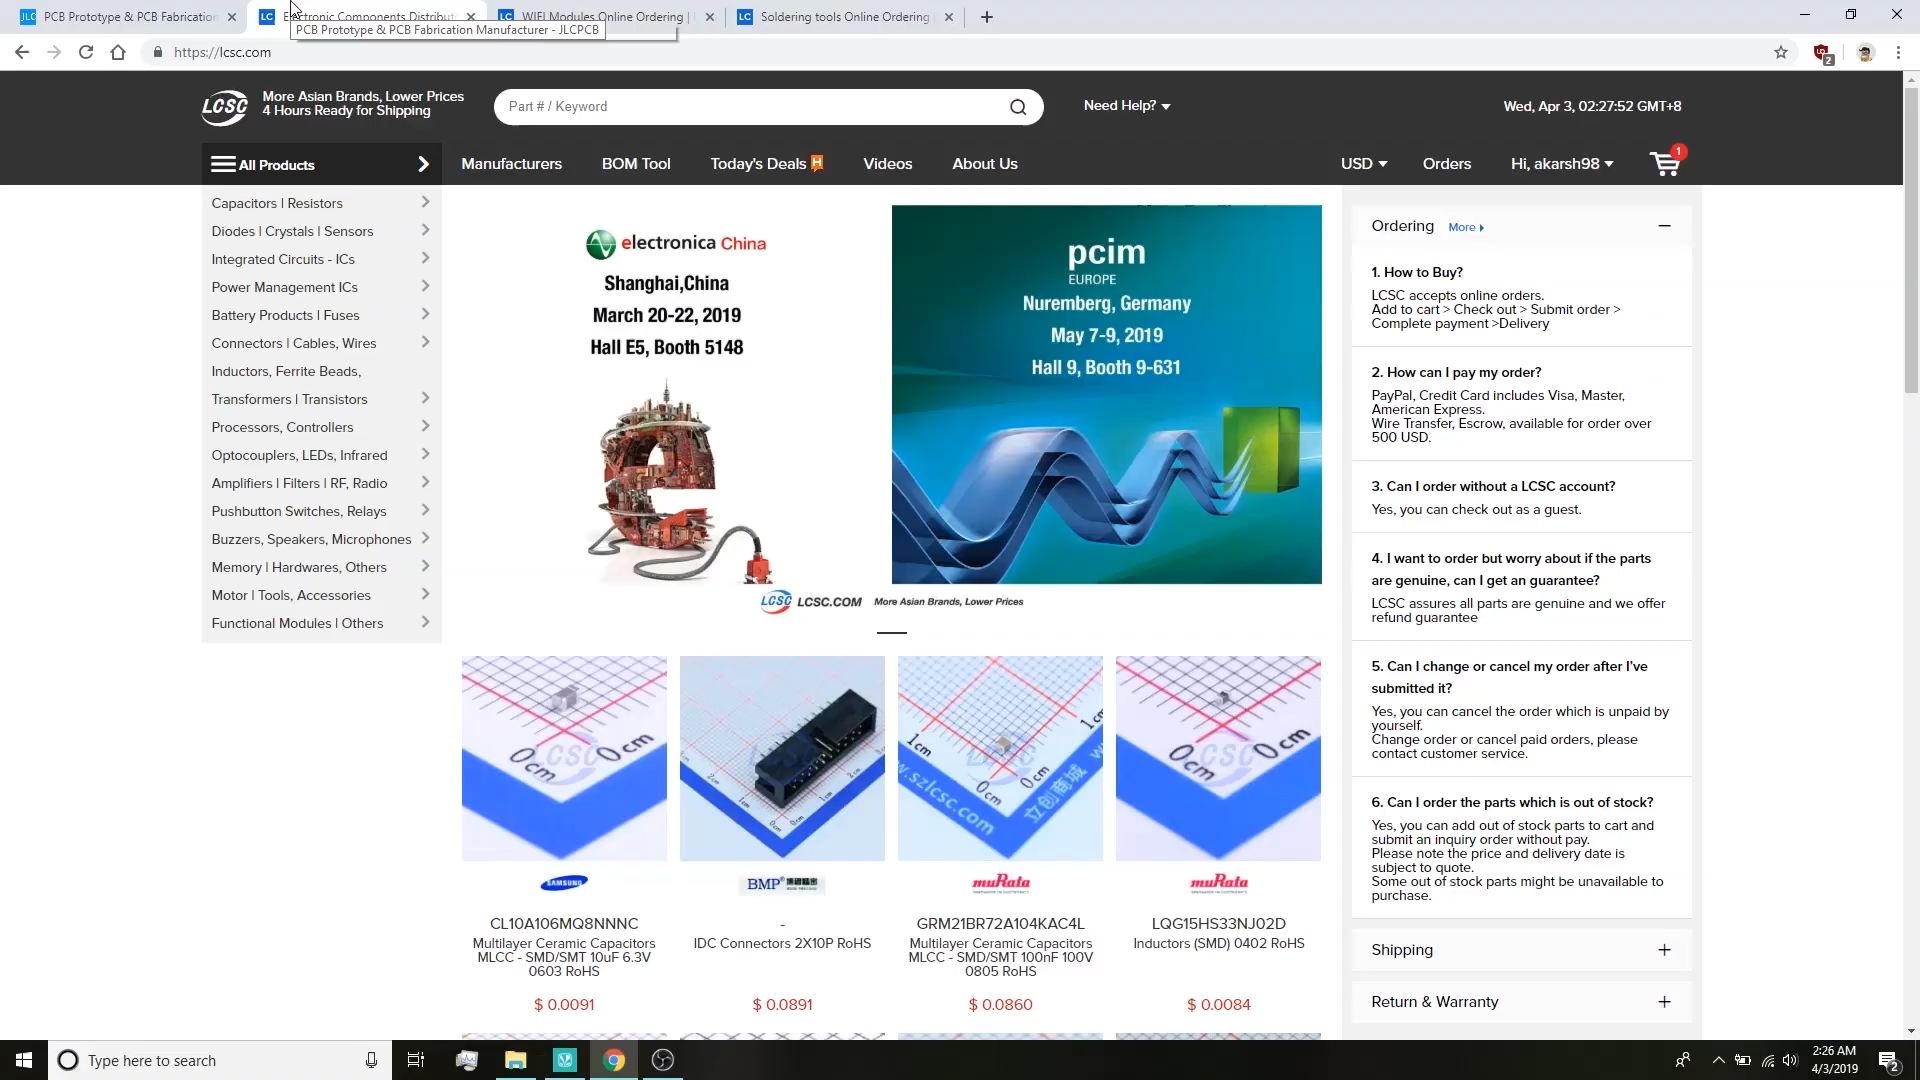 PCB Prototype & PCB Fabrication
Electronic Components Distribut
WIFI Modules Online Ordering |
Soldering tools Online Ordering
PCB Prototype & PCB Fabrication Manufacturer - JLCPCB
https://lcsc.com
2
LCSC
More Asian Brands, Lower Prices
4 Hours Ready for Shipping
Part # / Keyword
Need Help?
Wed, Apr 3, 02:27:52 GMT+8
All Products
Manufacturers
BOM Tool
Today's Deals H
Videos
About Us
USD
Orders
Hi, akarsh98
1
Capacitors | Resistors
Diodes | Crystals | Sensors
Integrated Circuits - ICs
Power Management ICs
Battery Products | Fuses
Connectors | Cables, Wires
Inductors, Ferrite Beads,
Transformers | Transistors
Processors, Controllers
Optocouplers, LEDs, Infrared
Amplifiers | Filters | RF, Radio
Pushbutton Switches, Relays
Buzzers, Speakers, Microphones
Memory | Hardwares, Others
Motor | Tools, Accessories
Functional Modules | Others
electronica China
Shanghai,China
March 20-22, 2019
Hall E5, Booth 5148
pcim
EUROPE
Nuremberg, Germany
May 7-9, 2019
Hall 9, Booth 9-631
LCSC LCSC.COM More Asian Brands, Lower Prices
0cm 0cm
1cm 0cm 0cm
www.szlcsc.com 立创商城
SAMSUNG
CL10A106MQ8NNNC
Multilayer Ceramic Capacitors
MLCC - SMD/SMT 10uF 6.3V
0603 RoHS
$ 0.0091
BMP®
-
IDC Connectors 2X10P RoHS
$ 0.0891
muRata
GRM21BR72A104KAC4L
Multilayer Ceramic Capacitors
MLCC - SMD/SMT 100nF 100V
0805 RoHS
$ 0.0860
muRata
LQG15HS33NJ02D
Inductors (SMD) 0402 RoHS
$ 0.0084
Ordering More
1. How to Buy?
LCSC accepts online orders.
Add to cart > Check out > Submit order >
Complete payment >Delivery
2. How can I pay my order?
PayPal, Credit Card includes Visa, Master,
American Express.
Wire Transfer, Escrow, available for order over
500 USD.
3. Can I order without a LCSC account?
Yes, you can check out as a guest.
4. I want to order but worry about if the parts
are genuine, can I get an guarantee?
LCSC assures all parts are genuine and we offer
refund guarantee
5. Can I change or cancel my order after I've
submitted it?
Yes, you can cancel the order which is unpaid by
yourself.
Change order or cancel paid orders, please
contact customer service.
6. Can I order the parts which is out of stock?
Yes, you can add out of stock parts to cart and
submit an inquiry order without pay.
Please note the price and delivery date is
subject to quote.
Some out of stock parts might be unavailable to
purchase.
Shipping
Return & Warranty
Type here to search
2:26 AM
4/3/2019
2